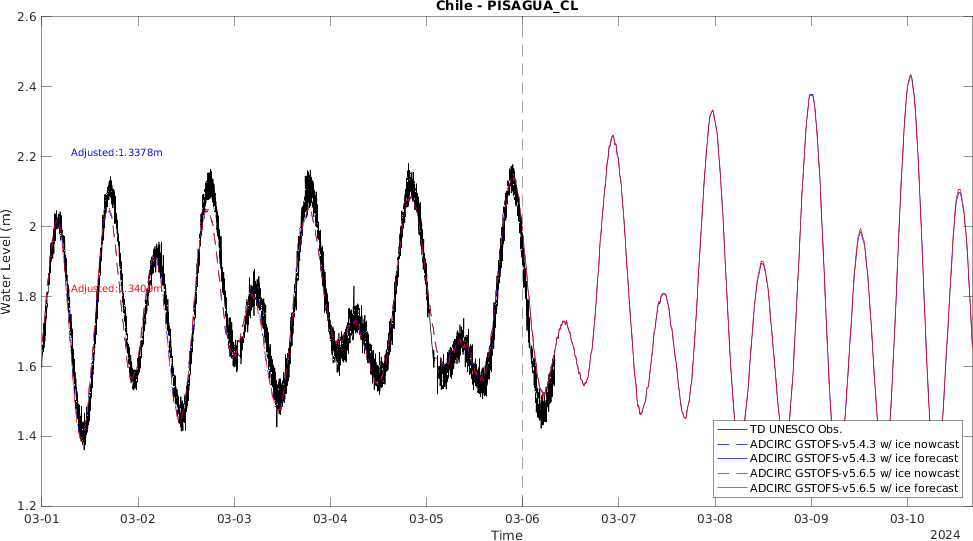 Chile - PISAGUA_CL
2.6
2.4
2.2
2
1.8
1.6
1.4
1.2
Water Level (m)
Adjusted:1.3378m
Adjusted:1.3409m
TD UNESCO Obs.
ADCIRC GSTOFS-v5.4.3 w/ ice nowcast
ADCIRC GSTOFS-v5.4.3 w/ ice forecast
ADCIRC GSTOFS-v5.6.5 w/ ice nowcast
ADCIRC GSTOFS-v5.6.5 w/ ice forecast
03-01 03-02 03-03 03-04 03-05 03-06 03-07 03-08 03-09 03-10
Time
2024